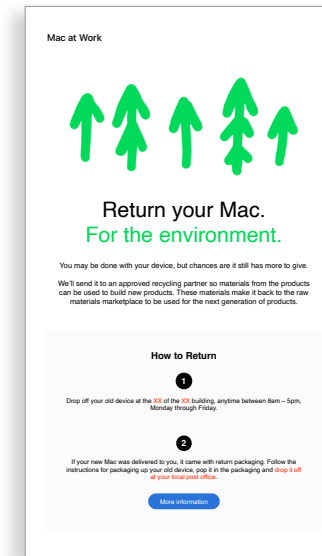 Mac at Work
Return your Mac.
For the environment.
You may be done with your device, but chances are it still has more to give.
We'll send it to an approved recycling partner so materials from the products
can be used to build new products. These materials make it back to the raw
materials marketplace to be used for the next generation of products.
How to Return
1
Drop off your old device at the XX of the XX building, anytime between 8am – 5pm,
Monday through Friday.
2
If your new Mac was delivered to you, it came with return packaging. Follow the
instructions for packaging up your old device, pop it in the packaging and drop it off
at your local post office.
More information